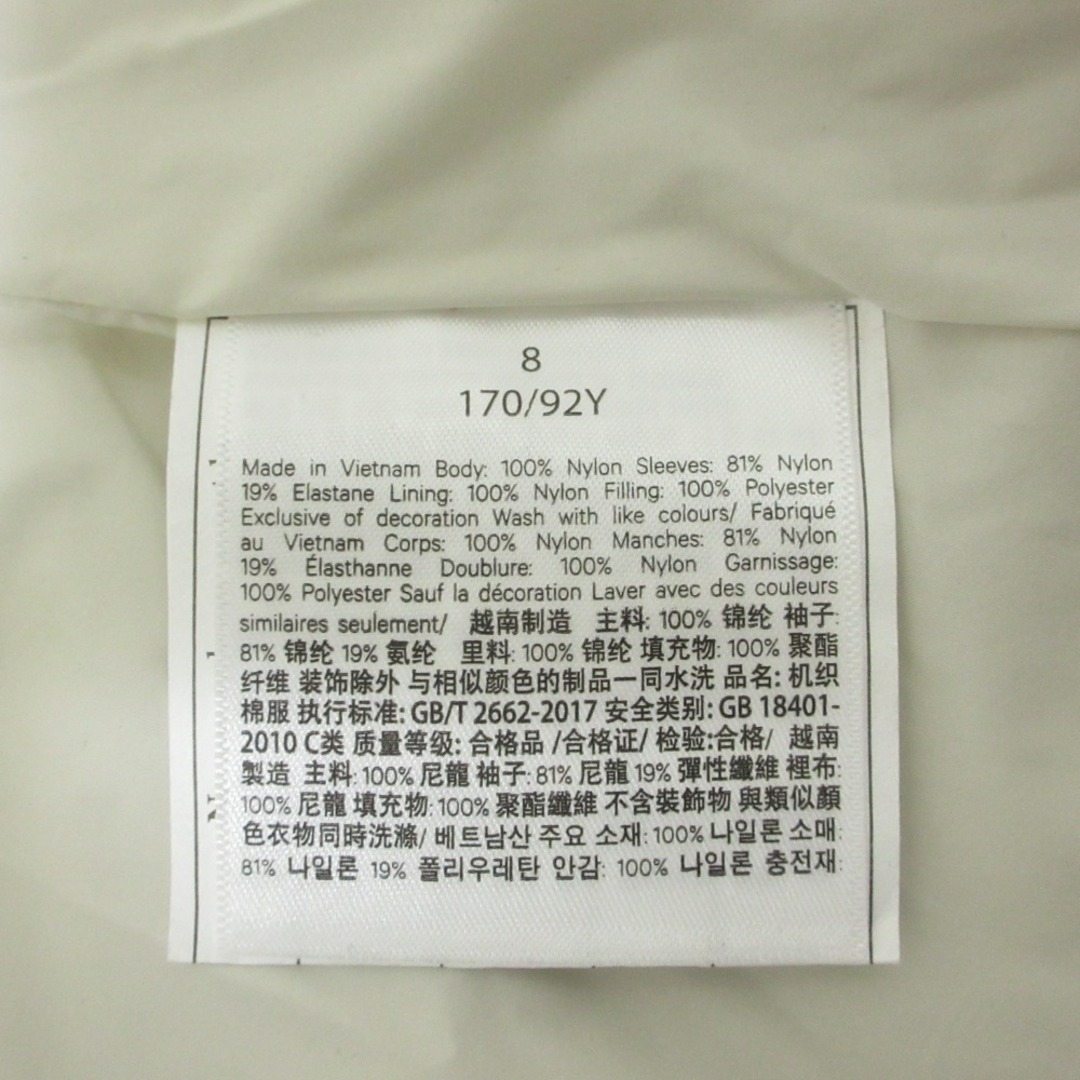 8
170/92Y
Made in Vietnam Body: 100% Nylon Sleeves: 81% Nylon
19% Elastane Lining: 100% Nylon Filling: 100% Polyester
Exclusive of decoration Wash with like colours/ Fabriqué
au Vietnam Corps: 100% Nylon Manches: 81% Nylon
19% Élasthanne Doublure: 100% Nylon Garnissage:
100% Polyester Sauf la décoration Laver avec des couleurs
similaires seulement/ 越南制造 主料: 100% 锦纶 袖子:
81% 锦纶 19% 氨纶 里料: 100% 锦纶 填充物: 100% 聚酯
纤维 装饰除外 与相似颜色的制品一同水洗 品名: 机织
棉服 执行标准: GB/T 2662-2017 安全类别: GB 18401-
2010 C类 质量等级: 合格品 /合格证/ 检验:合格/ 越南
製造 主料: 100% 尼龍 袖子: 81% 尼龍 19% 彈性纖維 裡布:
100% 尼龍 填充物: 100% 聚酯纖維 不含裝飾物 與類似顏
色衣物同時洗滌/ 베트남산 주요 소재: 100% 나일론 소매:
81% 나일론 19% 폴리우레탄 안감: 100% 나일론 충전재: